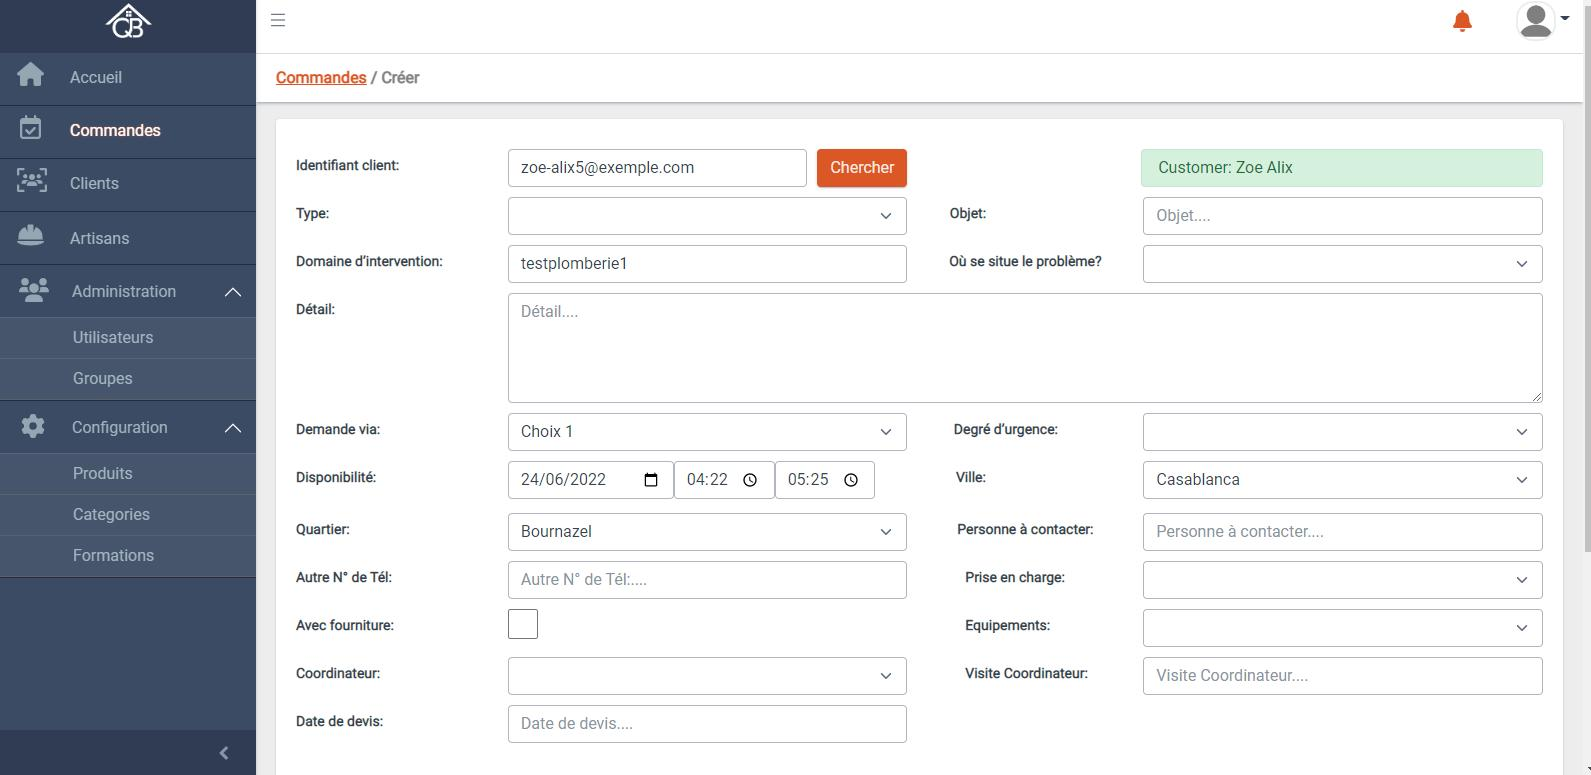 QB
Accueil
Commandes
Clients
Artisans
Administration
Utilisateurs
Groupes
Configuration
Produits
Categories
Formations
Commandes / Créer
Identifiant client: zoe-alix5@exemple.com Chercher Customer: Zoe Alix
Type: Objet: Objet....
Domaine d’intervention: testplomberie1 Où se situe le problème?
Détail: Détail....
Demande via: Choix 1 Degré d’urgence:
Disponibilité: 24/06/2022 04:22 05:25 Ville: Casablanca
Quartier: Bournazel Personne à contacter: Personne à contacter....
Autre N° de Tél: Autre N° de Tél:.... Prise en charge:
Avec fourniture: Equipements:
Coordinateur: Visite Coordinateur: Visite Coordinateur....
Date de devis: Date de devis....